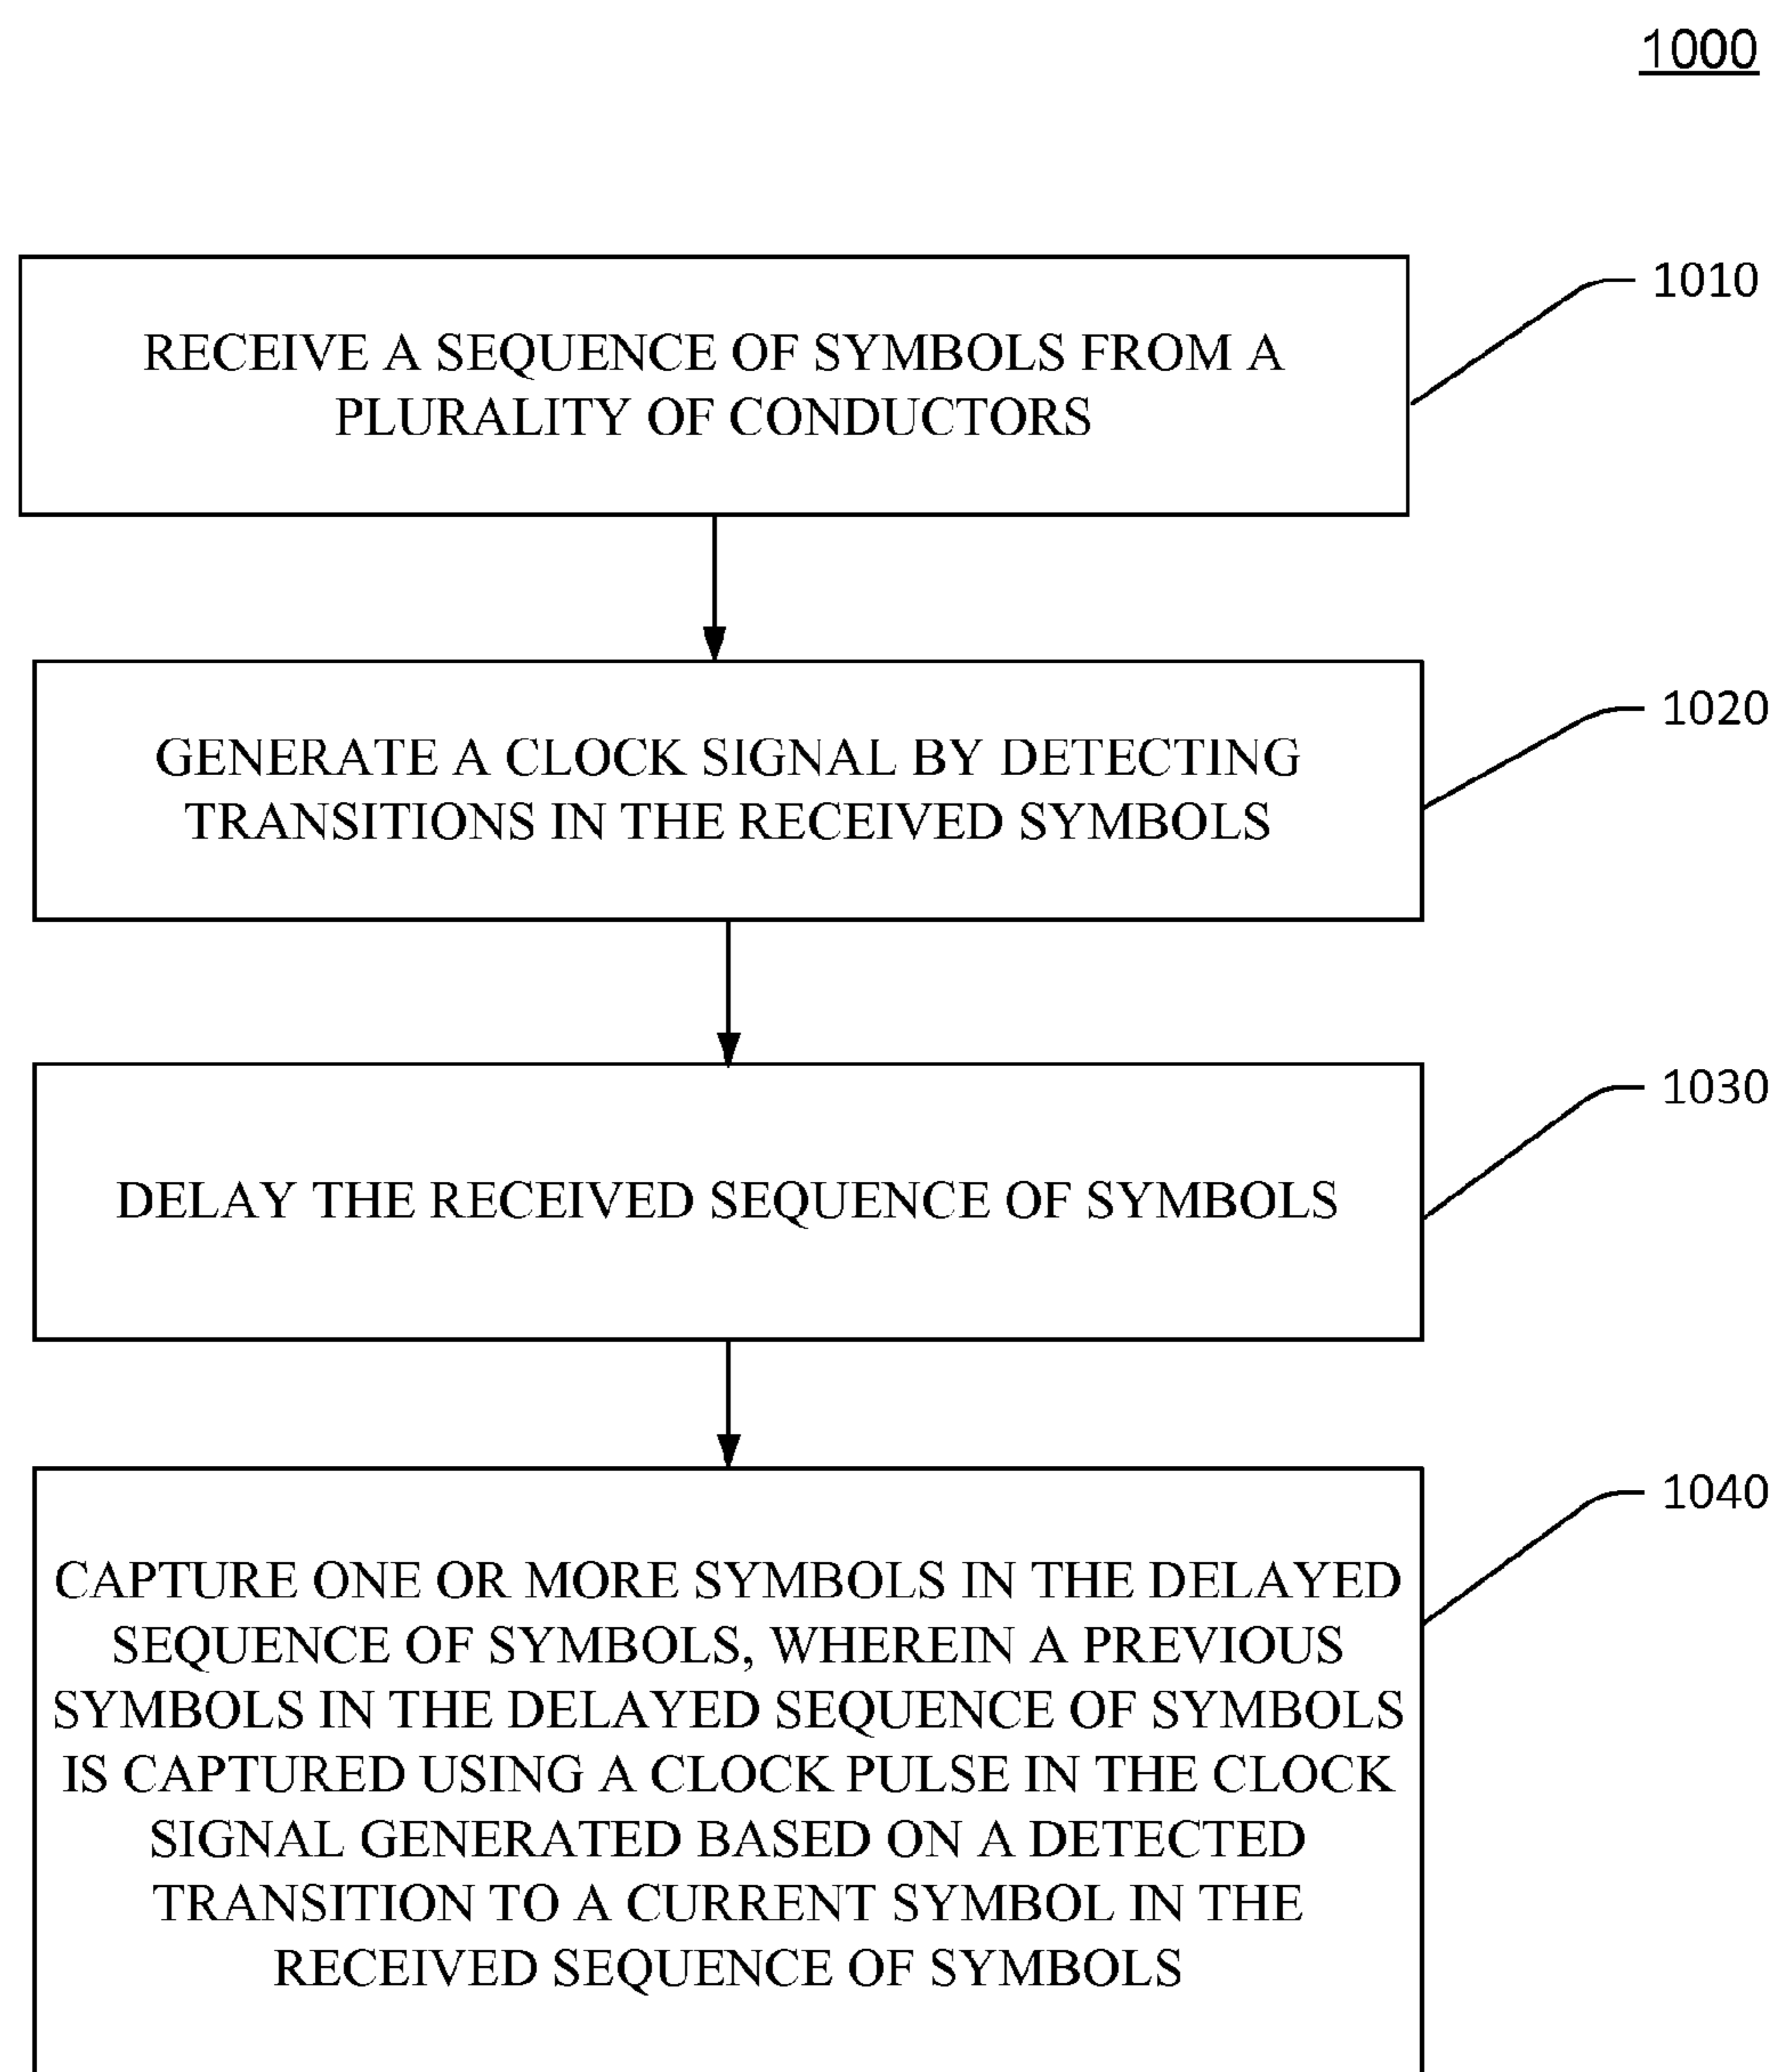 1000
RECEIVE A SEQUENCE OF SYMBOLS FROM A
PLURALITY OF CONDUCTORS
1010
GENERATE A CLOCK SIGNAL BY DETECTING
TRANSITIONS IN THE RECEIVED SYMBOLS
1020
DELAY THE RECEIVED SEQUENCE OF SYMBOLS
1030
CAPTURE ONE OR MORE SYMBOLS IN THE DELAYED
SEQUENCE OF SYMBOLS, WHEREIN A PREVIOUS
SYMBOLS IN THE DELAYED SEQUENCE OF SYMBOLS
IS CAPTURED USING A CLOCK PULSE IN THE CLOCK
SIGNAL GENERATED BASED ON A DETECTED
TRANSITION TO A CURRENT SYMBOL IN THE
RECEIVED SEQUENCE OF SYMBOLS
1040